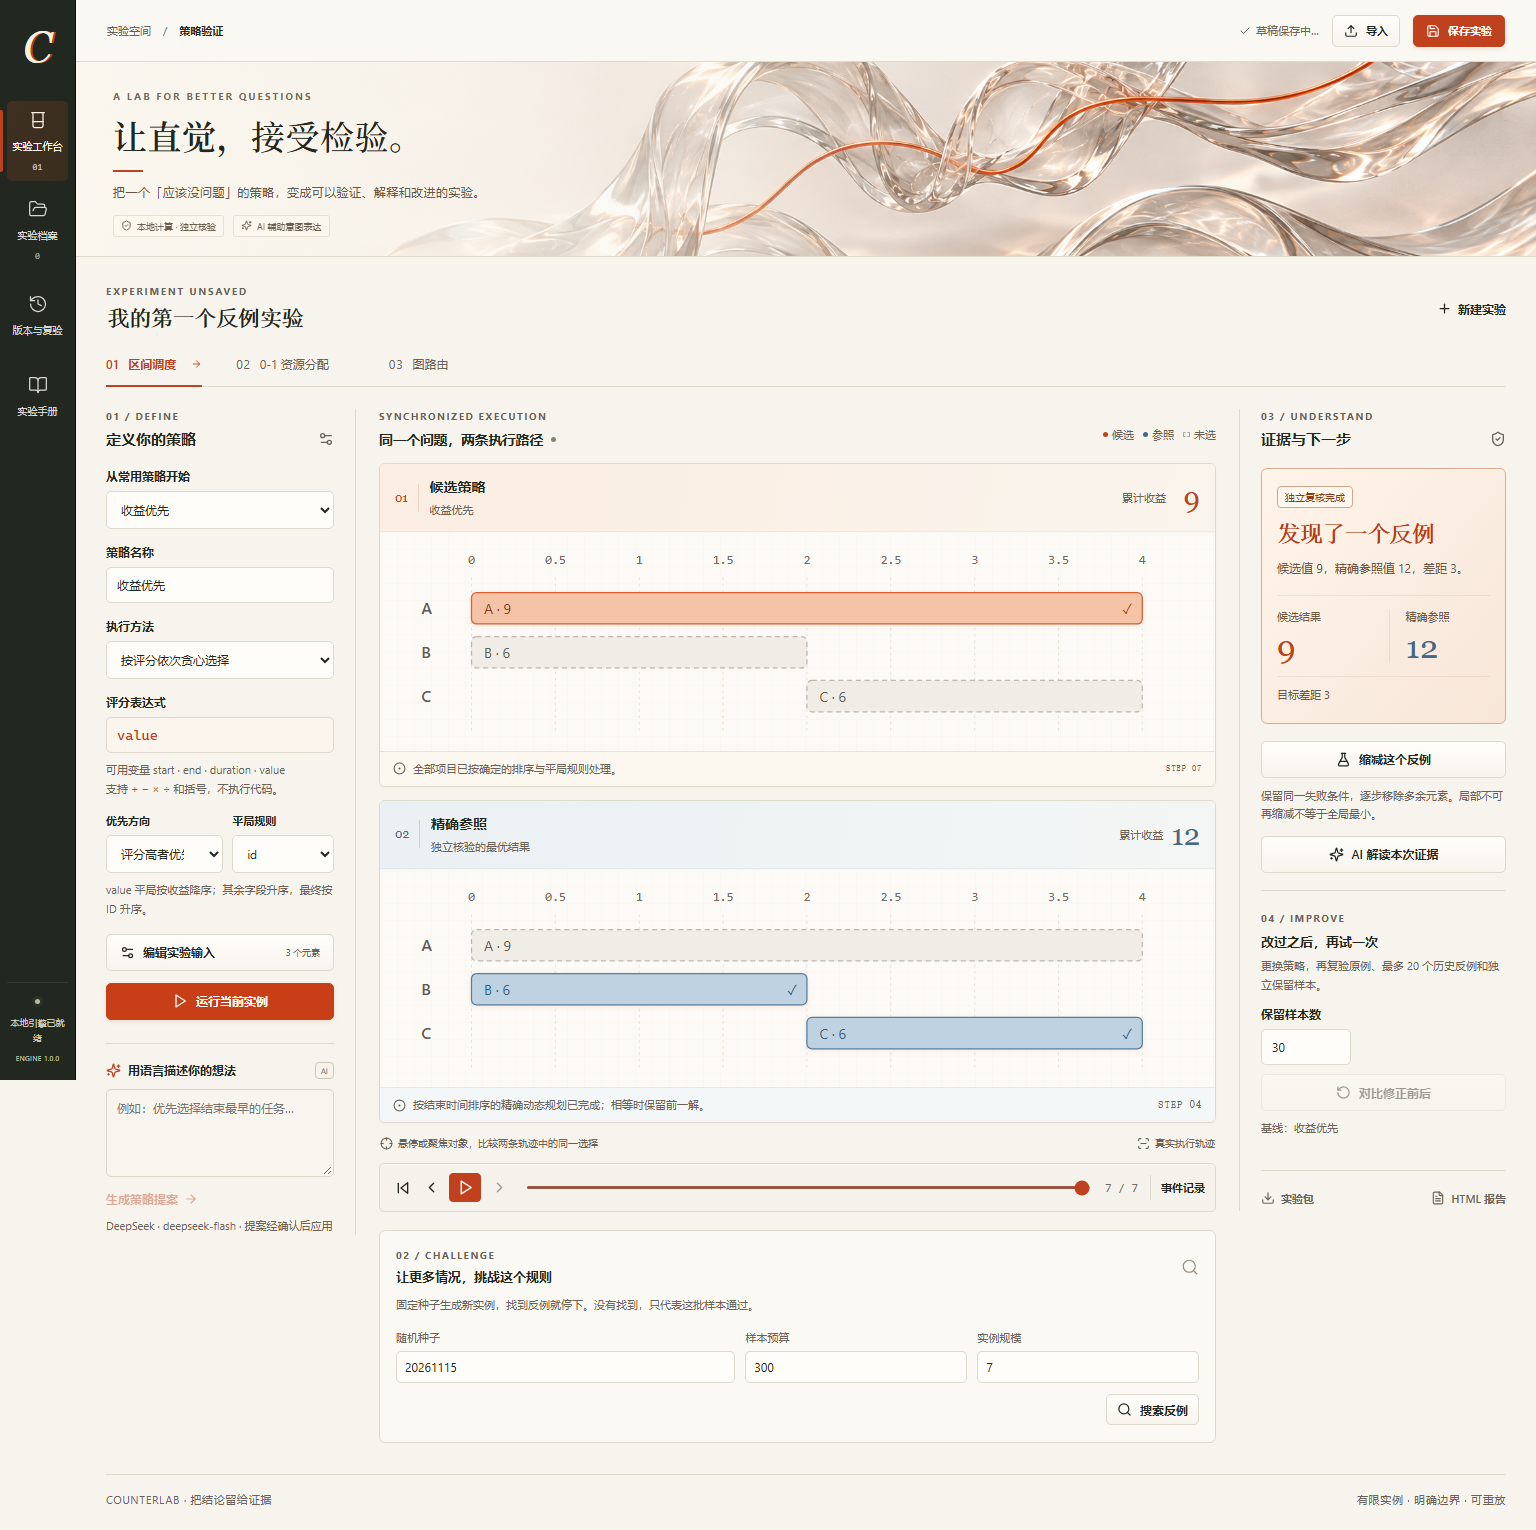 C
实验工作台
01
实验档案
0
版本与复验
实验手册
本地引擎已就
绪
ENGINE 1.0.0
实验空间 / 策略验证
草稿保存中...
导入
保存实验
A LAB FOR BETTER QUESTIONS
让直觉，接受检验。
把一个「应该没问题」的策略，变成可以验证、解释和改进的实验。
本地计算 · 独立核验
AI 辅助意图表达
EXPERIMENT UNSAVED
我的第一个反例实验
新建实验
01 区间调度
02 0-1 资源分配
03 图路由
01 / DEFINE
定义你的策略
从常用策略开始
收益优先
策略名称
收益优先
执行方法
按评分依次贪心选择
评分表达式
value
可用变量 start · end · duration · value
支持 + − × ÷ 和括号，不执行代码。
优先方向
平局规则
评分高者优先
id
value 平局按收益降序；其余字段升序，最终按
ID 升序。
编辑实验输入
3 个元素
运行当前实例
用语言描述你的想法
AI
例如：优先选择结束最早的任务...
生成策略提案
DeepSeek · deepseek-flash · 提案经确认后应用
SYNCHRONIZED EXECUTION
同一个问题，两条执行路径
候选 参照 未选
01
候选策略
收益优先
累计收益 9
0 0.5 1 1.5 2 2.5 3 3.5 4
A A · 9
B B · 6
C C · 6
全部项目已按确定的排序与平局规则处理。
STEP 07
02
精确参照
独立核验的最优结果
累计收益 12
0 0.5 1 1.5 2 2.5 3 3.5 4
A A · 9
B B · 6
C C · 6
按结束时间排序的精确动态规划已完成；相等时保留前一解。
STEP 04
悬停或聚焦对象，比较两条轨迹中的同一选择
真实执行轨迹
7 / 7
事件记录
02 / CHALLENGE
让更多情况，挑战这个规则
固定种子生成新实例，找到反例就停下。没有找到，只代表这批样本通过。
随机种子
样本预算
实例规模
20261115
300
7
搜索反例
03 / UNDERSTAND
证据与下一步
独立复核完成
发现了一个反例
候选值 9，精确参照值 12，差距 3。
候选结果
精确参照
9
12
目标差距 3
缩减这个反例
保留同一失败条件，逐步移除多余元素。局部不可
再缩减不等于全局最小。
AI 解读本次证据
04 / IMPROVE
改过之后，再试一次
更换策略，再复验原例、最多 20 个历史反例和独
立保留样本。
保留样本数
30
对比修正前后
基线：收益优先
实验包
HTML 报告
COUNTERLAB · 把结论留给证据
有限实例 · 明确边界 · 可重放